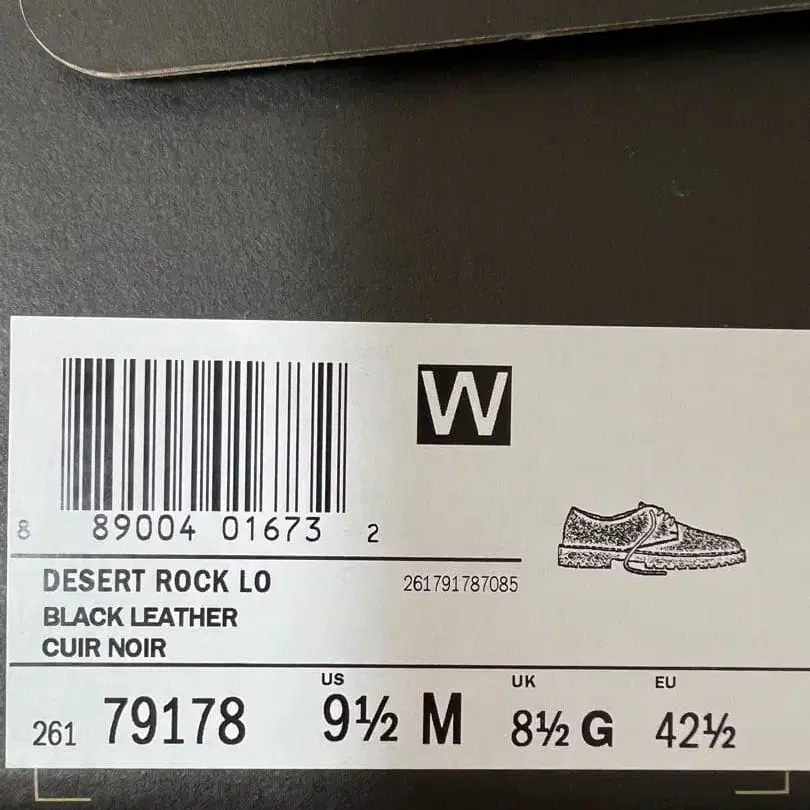 W
8 89004 01673 2
DESERT ROCK LO 261791787085
BLACK LEATHER
CUIR NOIR
US UK EU
261 79178 9½ M 8½ G 42½